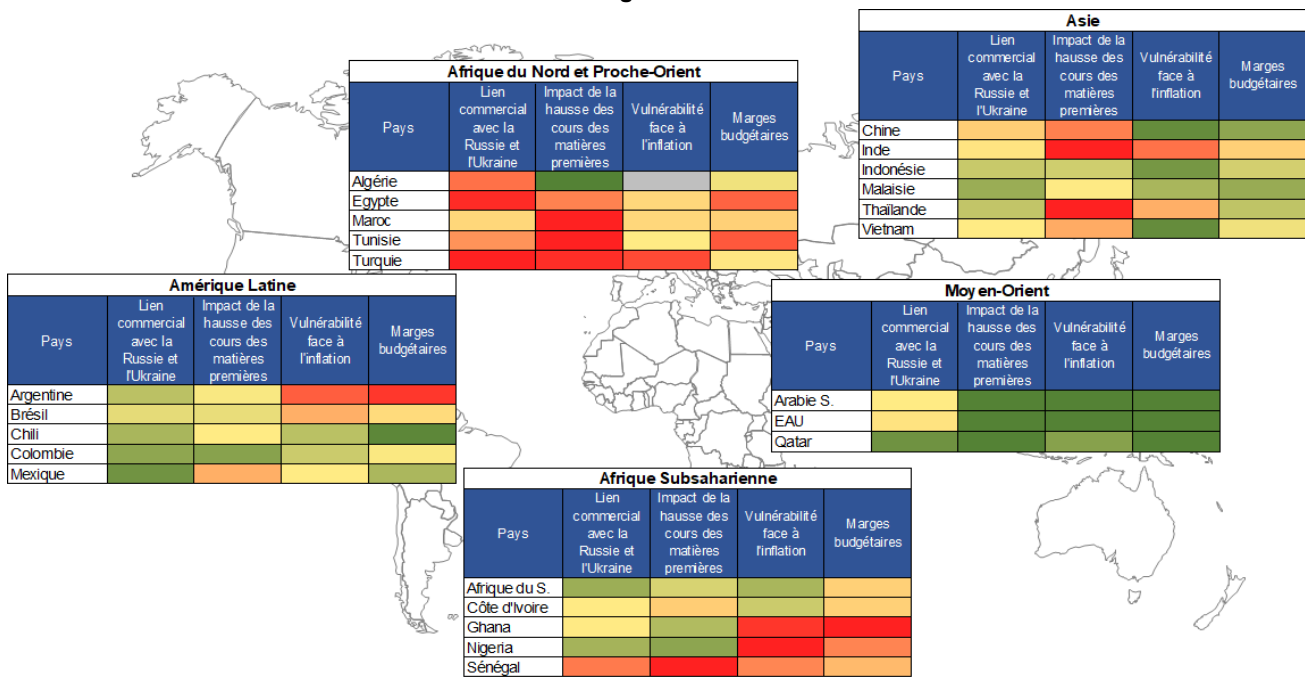 Asie
Pays
Lien
commercial
avec la
Russie et
l'Ukraine
Impact de la
hausse des
cours des
matières
premières
Vulnérabilité
face à
l'inflation
Marges
budgétaires
Chine
Inde
Indonésie
Malaisie
Thaïlande
Vietnam
Afrique du Nord et Proche-Orient
Pays
Lien
commercial
avec la
Russie et
l'Ukraine
Impact de la
hausse des
cours des
matières
premières
Vulnérabilité
face à
l'inflation
Marges
budgétaires
Algérie
Egypte
Maroc
Tunisie
Turquie
Amérique Latine
Pays
Lien
commercial
avec la
Russie et
l'Ukraine
Impact de la
hausse des
cours des
matières
premières
Vulnérabilité
face à
l'inflation
Marges
budgétaires
Argentine
Brésil
Chili
Colombie
Mexique
Moyen-Orient
Pays
Lien
commercial
avec la
Russie et
l'Ukraine
Impact de la
hausse des
cours des
matières
premières
Vulnérabilité
face à
l'inflation
Marges
budgétaires
Arabie S.
EAU
Qatar
Afrique Subsaharienne
Pays
Lien
commercial
avec la
Russie et
l'Ukraine
Impact de la
hausse des
cours des
matières
premières
Vulnérabilité
face à
l'inflation
Marges
budgétaires
Afrique du S.
Côte d'Ivoire
Ghana
Nigeria
Sénégal